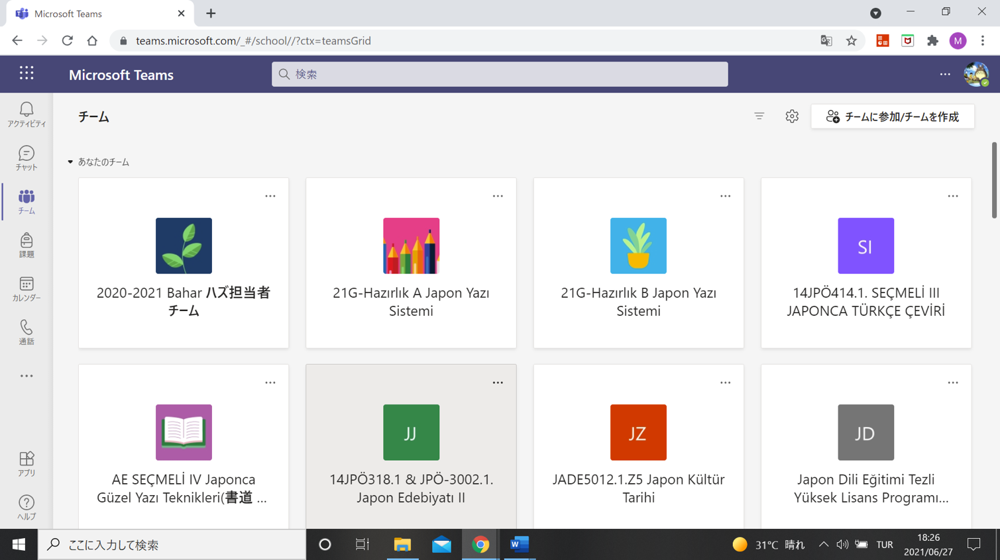 Microsoft Teams
teams.microsoft.com/_#/school//?ctx=teamsGrid
M
Microsoft Teams
検索
チーム
チームに参加/チームを作成
アクティビティ
チャット
チーム
課題
カレンダー
通話
アプリ
ヘルプ
あなたのチーム
2020-2021 Bahar ハズ担当者
チーム
21G-Hazırlık A Japon Yazı
Sistemi
21G-Hazırlık B Japon Yazı
Sistemi
SI
14JPÖ414.1. SEÇMELİ III
JAPONCA TÜRKÇE ÇEVİRİ
AE SEÇMELİ IV Japonca
Güzel Yazı Teknikleri(書道 ...
JJ
14JPÖ318.1 & JPÖ-3002.1.
Japon Edebiyatı II
JZ
JADE5012.1.Z5 Japon Kültür
Tarihi
JD
Japon Dili Eğitimi Tezli
Yüksek Lisans Programı...
ここに入力して検索
31°C 晴れ
TUR
18:26
2021/06/27